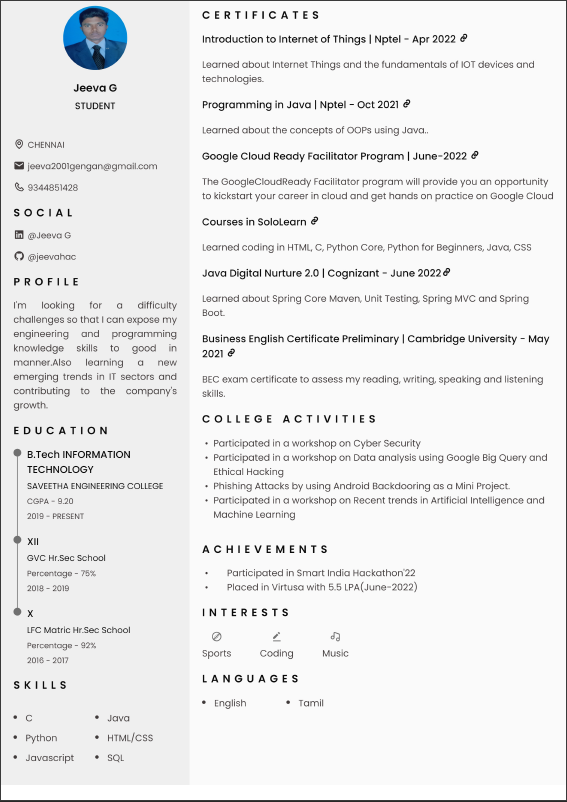 Jeeva G
STUDENT
CHENNAI
jeeva2001gengan@gmail.com
9344851428
SOCIAL
@Jeeva G
@jeevahac
PROFILE
I'm looking for a difficulty
challenges so that I can expose my
engineering and programming
knowledge skills to good in
manner.Also learning a new
emerging trends in IT sectors and
contributing to the company's
growth.
EDUCATION
B.Tech INFORMATION
TECHNOLOGY
SAVEETHA ENGINEERING COLLEGE
CGPA - 9.20
2019 - PRESENT
XII
GVC Hr.Sec School
Percentage - 75%
2018 - 2019
X
LFC Matric Hr.Sec School
Percentage - 92%
2016 - 2017
SKILLS
• C • Java
• Python • HTML/CSS
• Javascript • SQL
CERTIFICATES
Introduction to Internet of Things | Nptel - Apr 2022
Learned about Internet Things and the fundamentals of IOT devices and
technologies.
Programming in Java | Nptel - Oct 2021
Learned about the concepts of OOPs using Java..
Google Cloud Ready Facilitator Program | June-2022
The GoogleCloudReady Facilitator program will provide you an opportunity
to kickstart your career in cloud and get hands on practice on Google Cloud
Courses in SoloLearn
Learned coding in HTML, C, Python Core, Python for Beginners, Java, CSS
Java Digital Nurture 2.0 | Cognizant - June 2022
Learned about Spring Core Maven, Unit Testing, Spring MVC and Spring
Boot.
Business English Certificate Preliminary | Cambridge University - May
2021
BEC exam certificate to assess my reading, writing, speaking and listening
skills.
COLLEGE ACTIVITIES
• Participated in a workshop on Cyber Security
• Participated in a workshop on Data analysis using Google Big Query and
Ethical Hacking
• Phishing Attacks by using Android Backdooring as a Mini Project.
• Participated in a workshop on Recent trends in Artificial Intelligence and
Machine Learning
ACHIEVEMENTS
• Participated in Smart India Hackathon'22
• Placed in Virtusa with 5.5 LPA(June-2022)
INTERESTS
Sports Coding Music
LANGUAGES
• English • Tamil